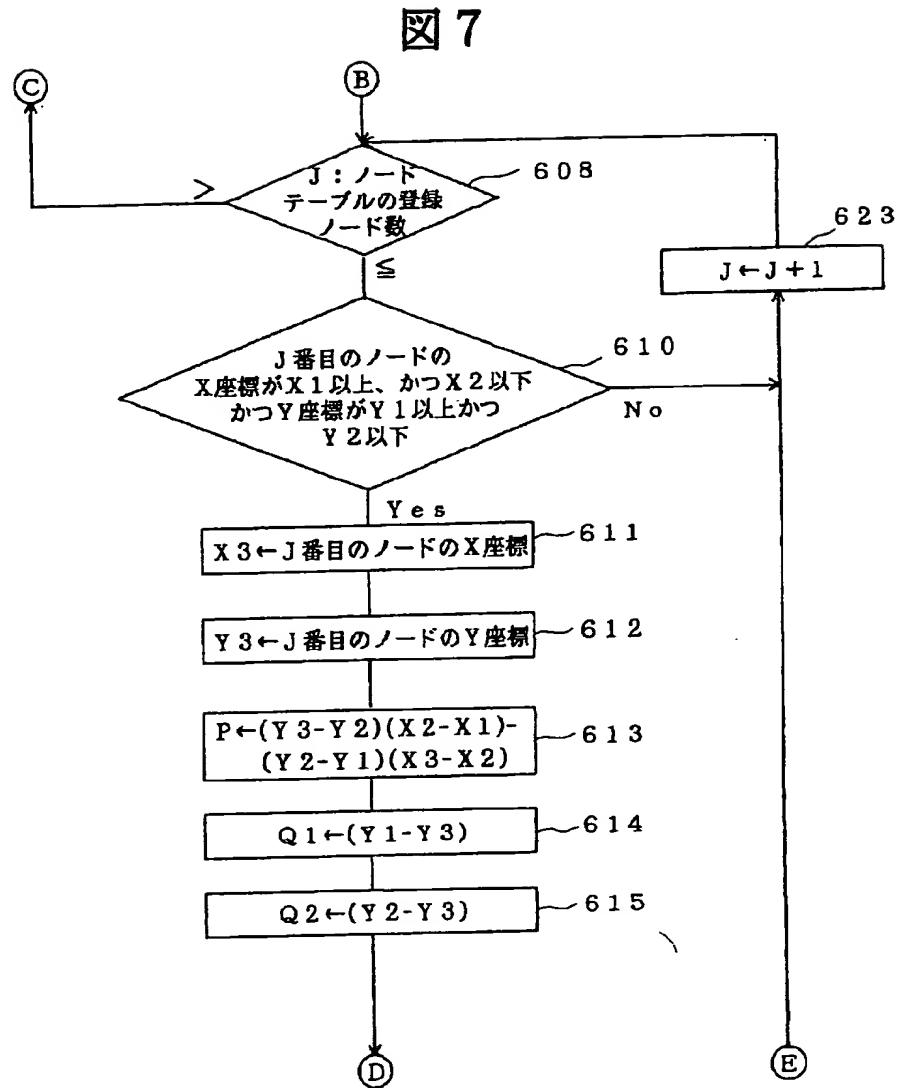 図7
C
B
J:ノード
テーブルの登録
ノード数
608
>
≦
623
J←J+1
J番目のノードの
X座標がX1以上、かつX2以下
かつY座標がY1以上かつ
Y2以下
610
No
Yes
X3←J番目のノードのX座標
611
Y3←J番目のノードのY座標
612
P←(Y3-Y2)(X2-X1)-
(Y2-Y1)(X3-X2)
613
Q1←(Y1-Y3)
614
Q2←(Y2-Y3)
615
D
E